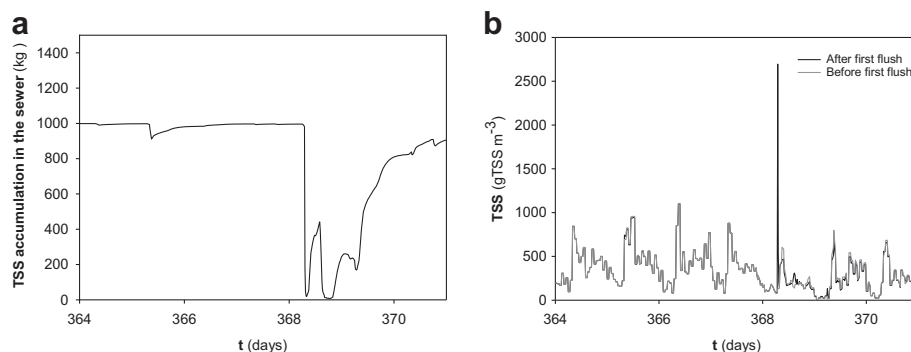 a
TSS accumulation in the sewer (kg)
1400
1200
1000
800
600
400
200
0
364
366
368
370
t (days)
b
TSS (gTSS m-3)
3000
2500
2000
1500
1000
500
0
364
366
368
370
t (days)
After first flush
Before first flush